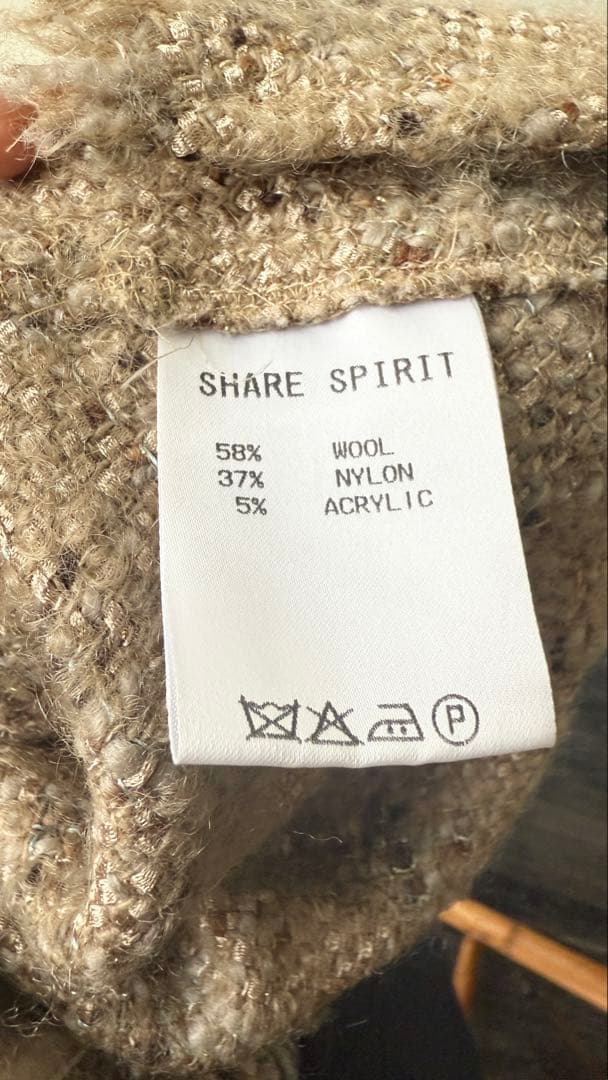 SHARE SPIRIT
58% WOOL
37% NYLON
5% ACRYLIC
P